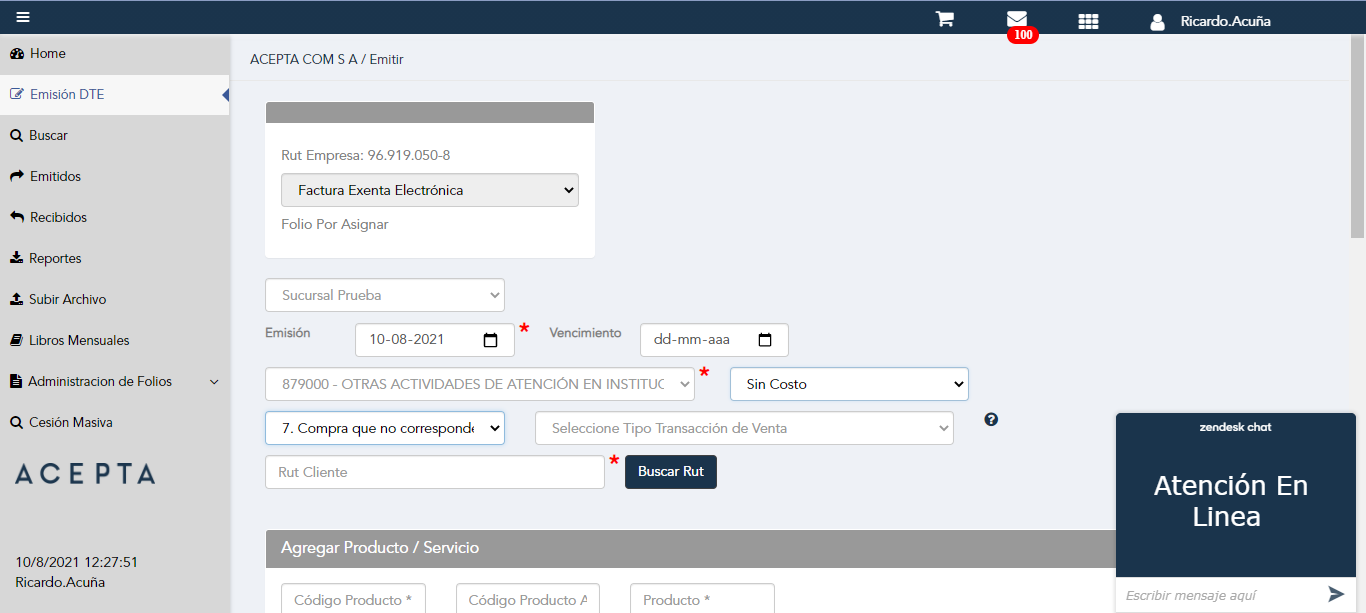 100
Ricardo.Acuña
Home
Emisión DTE
Buscar
Emitidos
Recibidos
Reportes
Subir Archivo
Libros Mensuales
Administracion de Folios
Cesión Masiva
ACEPTA
10/8/2021 12:27:51
Ricardo.Acuña
ACEPTA COM S A / Emitir
Rut Empresa: 96.919.050-8
Factura Exenta Electrónica
Folio Por Asignar
Sucursal Prueba
Emisión 10-08-2021 * Vencimiento dd-mm-aaa
879000 - OTRAS ACTIVIDADES DE ATENCIÓN EN INSTITUC * Sin Costo
7. Compra que no corresponde Seleccione Tipo Transacción de Venta ?
Rut Cliente * Buscar Rut
Agregar Producto / Servicio
Código Producto * Código Producto A Producto *
zendesk chat
Atención En
Linea
Escribir mensaje aquí